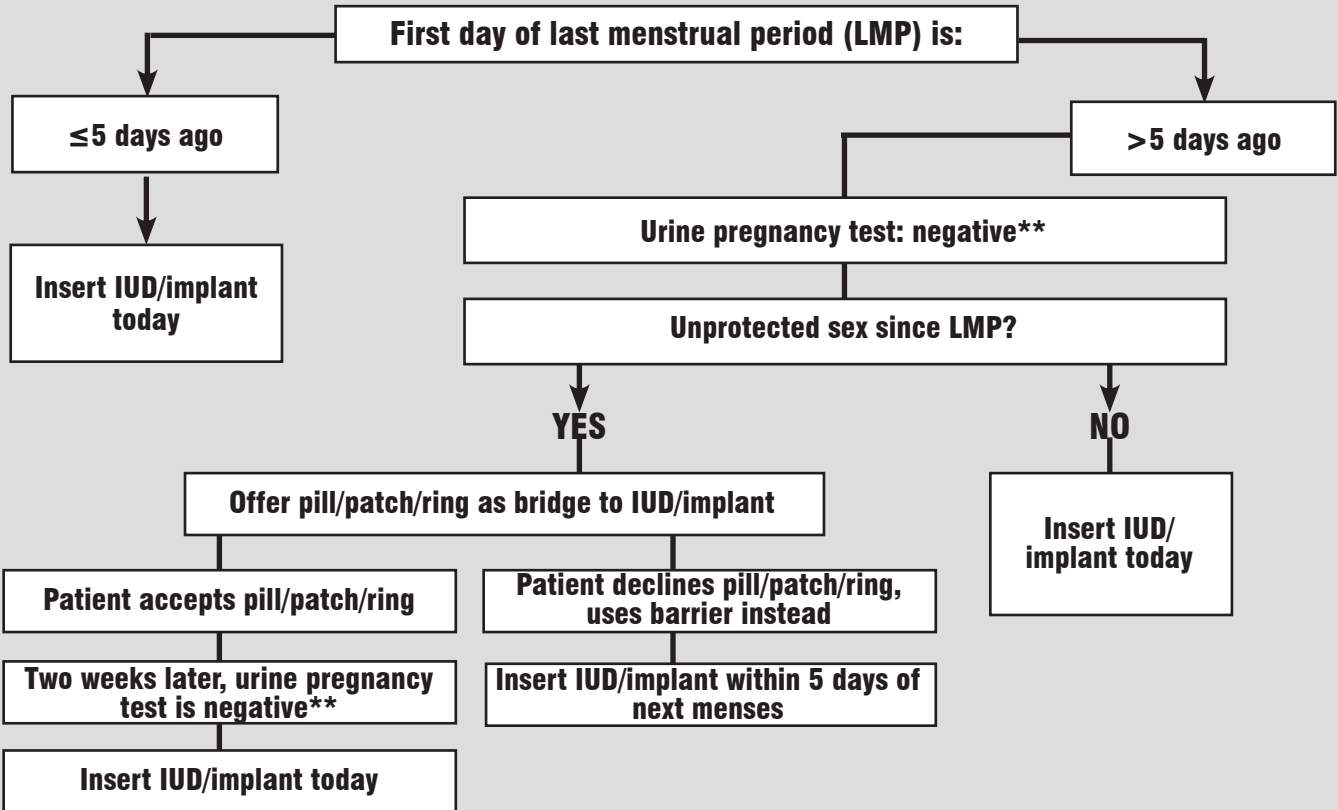 First day of last menstrual period (LMP) is:
≤5 days ago
>5 days ago
Insert IUD/implant
today
Urine pregnancy test: negative**
Unprotected sex since LMP?
YES
NO
Offer pill/patch/ring as bridge to IUD/implant
Insert IUD/
implant today
Patient accepts pill/patch/ring
Patient declines pill/patch/ring,
uses barrier instead
Two weeks later, urine pregnancy
test is negative**
Insert IUD/implant within 5 days of
next menses
Insert IUD/implant today